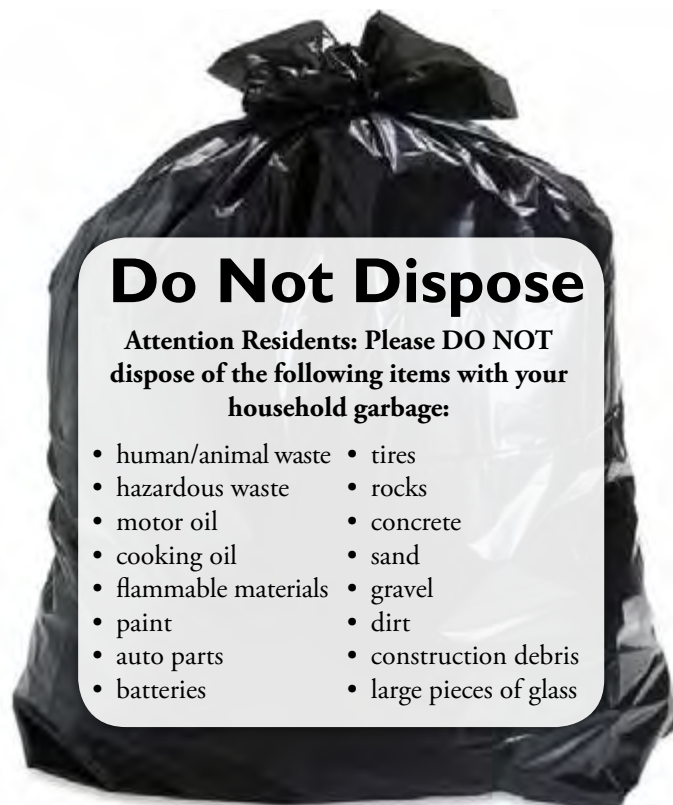 Do Not Dispose
Attention Residents: Please DO NOT
dispose of the following items with your
household garbage:
• human/animal waste
• hazardous waste
• motor oil
• cooking oil
• flammable materials
• paint
• auto parts
• batteries
• tires
• rocks
• concrete
• sand
• gravel
• dirt
• construction debris
• large pieces of glass